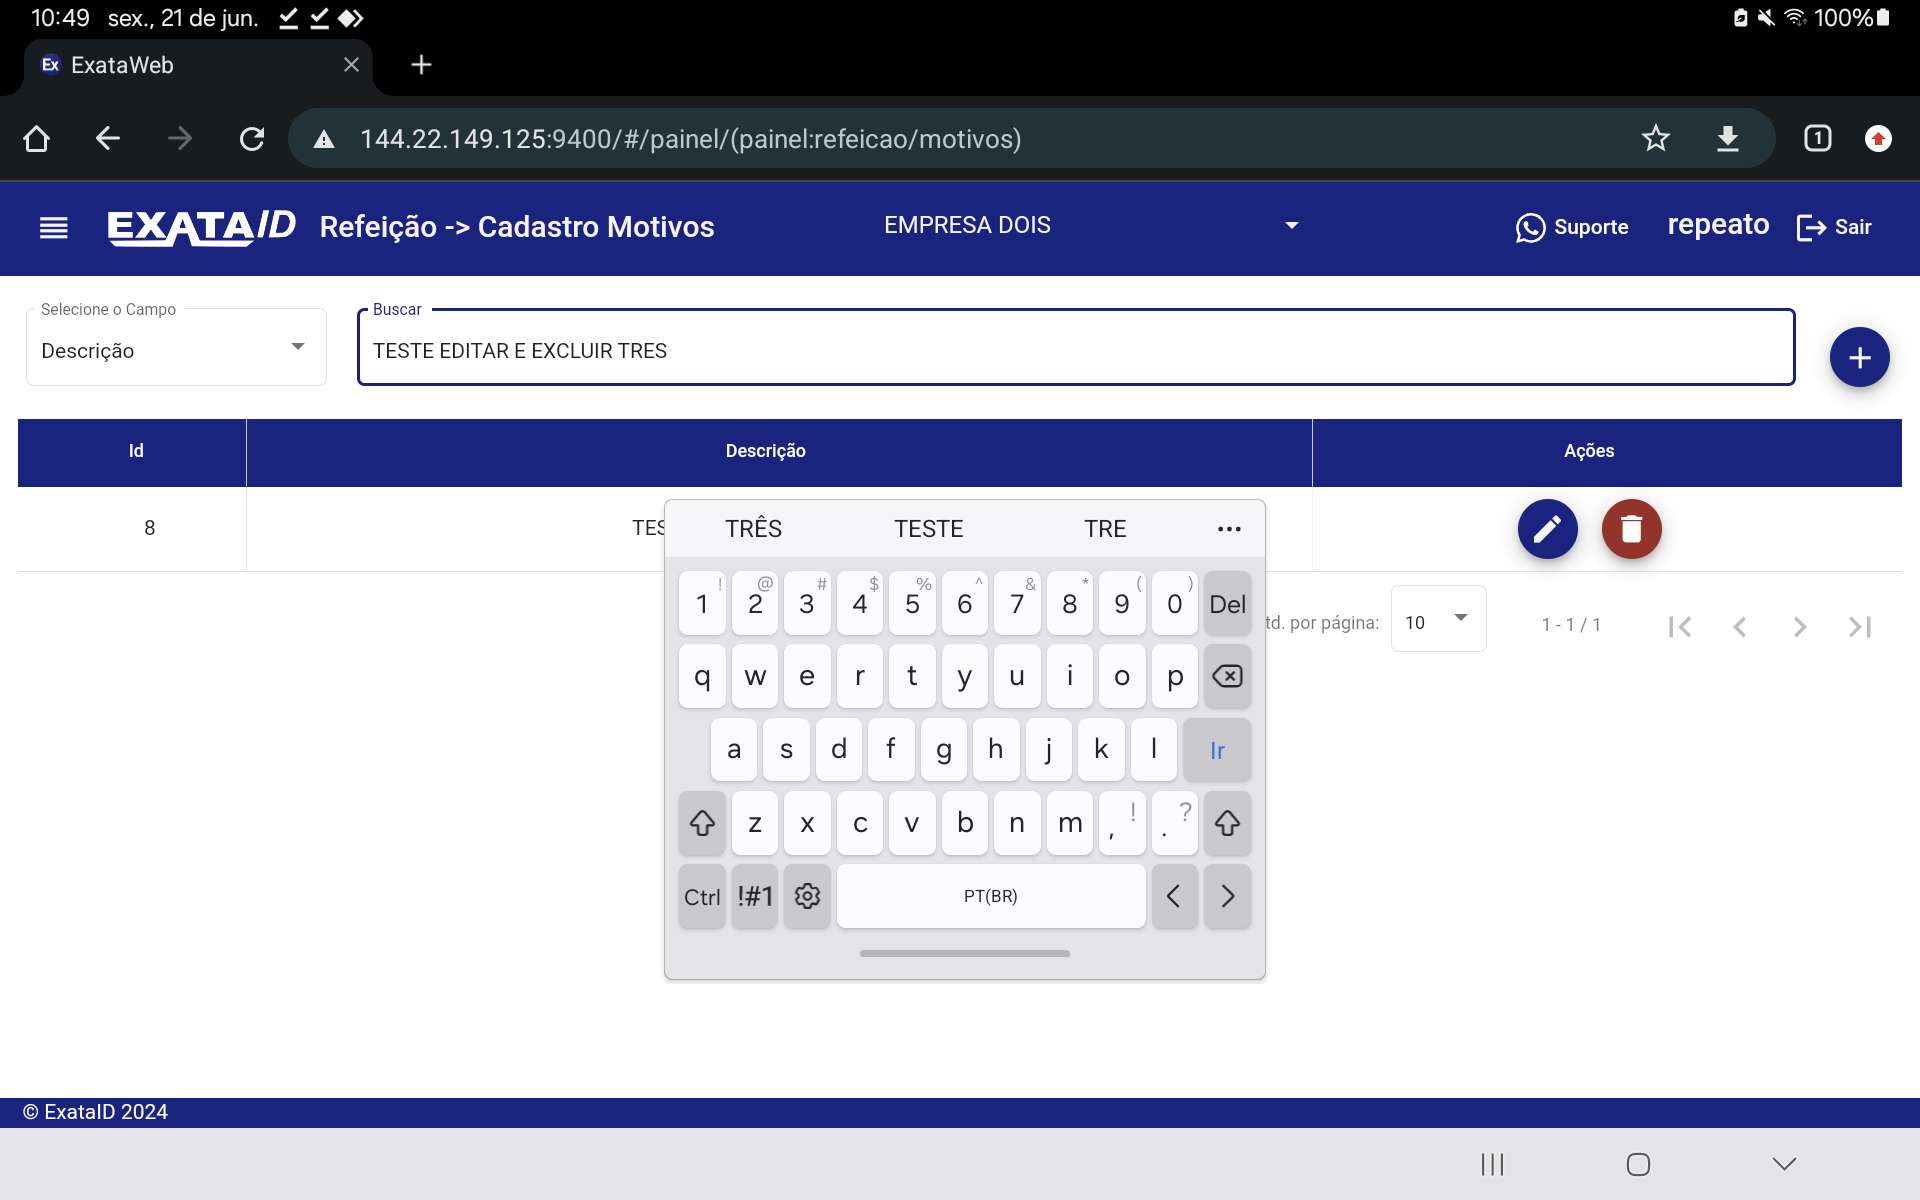 10:49 sex., 21 de jun. 100%
Ex ExataWeb
144.22.149.125:9400/#/painel/(painel:refeicao/motivos) 1
EXATAID Refeição -> Cadastro Motivos EMPRESA DOIS Suporte repeato Sair
Selecione o Campo Buscar
Descrição TESTE EDITAR E EXCLUIR TRES
Id Descrição Ações
8 TES
TRÊS TESTE TRE
! @ # $ % ^ & * ( )
1 2 3 4 5 6 7 8 9 0 Del
td. por página: 10 1 - 1 / 1
q w e r t y u i o p
a s d f g h j k l Ir
z x c v b n m , ! . ?
Ctrl !#1 PT(BR)
© ExataID 2024